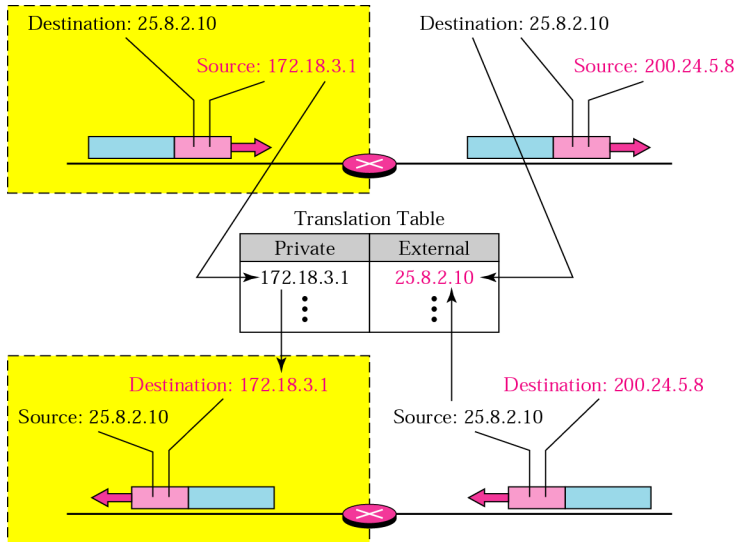 Destination: 25.8.2.10
Destination: 25.8.2.10
Source: 172.18.3.1
Source: 200.24.5.8
Translation Table
Private
External
172.18.3.1
25.8.2.10
Destination: 172.18.3.1
Destination: 200.24.5.8
Source: 25.8.2.10
Source: 25.8.2.10